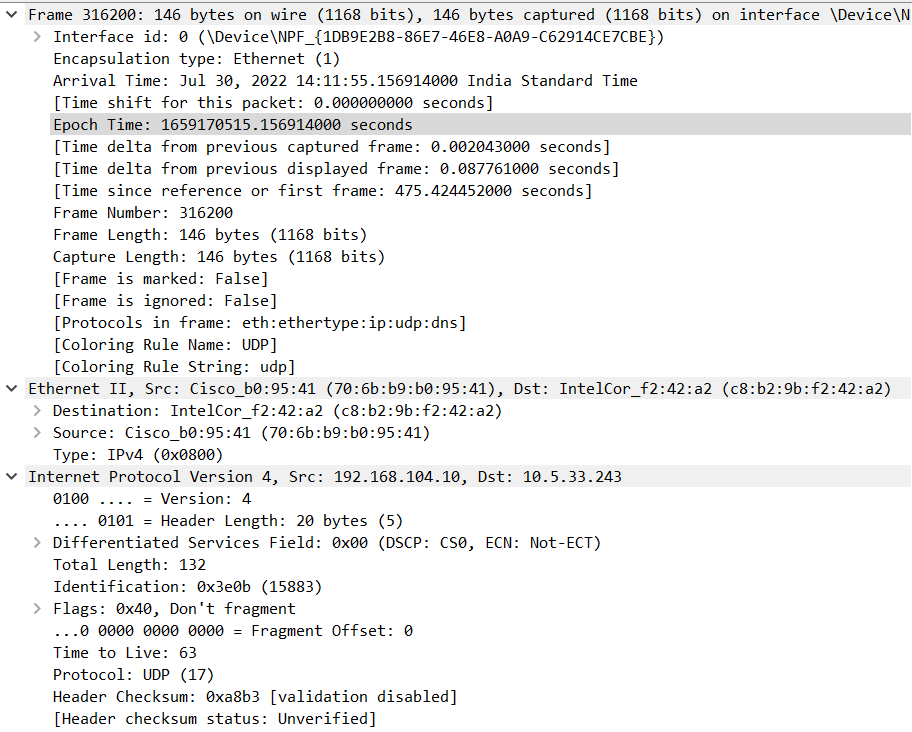 Frame 316200: 146 bytes on wire (1168 bits), 146 bytes captured (1168 bits) on interface \Device\N
Interface id: 0 (\Device\NPF_{1DB9E2B8-86E7-46E8-A0A9-C62914CE7CBE})
Encapsulation type: Ethernet (1)
Arrival Time: Jul 30, 2022 14:11:55.156914000 India Standard Time
[Time shift for this packet: 0.000000000 seconds]
Epoch Time: 1659170515.156914000 seconds
[Time delta from previous captured frame: 0.002043000 seconds]
[Time delta from previous displayed frame: 0.087761000 seconds]
[Time since reference or first frame: 475.424452000 seconds]
Frame Number: 316200
Frame Length: 146 bytes (1168 bits)
Capture Length: 146 bytes (1168 bits)
[Frame is marked: False]
[Frame is ignored: False]
[Protocols in frame: eth:ethertype:ip:udp:dns]
[Coloring Rule Name: UDP]
[Coloring Rule String: udp]
Ethernet II, Src: Cisco_b0:95:41 (70:6b:b9:b0:95:41), Dst: IntelCor_f2:42:a2 (c8:b2:9b:f2:42:a2)
Destination: IntelCor_f2:42:a2 (c8:b2:9b:f2:42:a2)
Source: Cisco_b0:95:41 (70:6b:b9:b0:95:41)
Type: IPv4 (0x0800)
Internet Protocol Version 4, Src: 192.168.104.10, Dst: 10.5.33.243
0100 .... = Version: 4
.... 0101 = Header Length: 20 bytes (5)
Differentiated Services Field: 0x00 (DSCP: CS0, ECN: Not-ECT)
Total Length: 132
Identification: 0x3e0b (15883)
Flags: 0x40, Don't fragment
...0 0000 0000 0000 = Fragment Offset: 0
Time to Live: 63
Protocol: UDP (17)
Header Checksum: 0xa8b3 [validation disabled]
[Header checksum status: Unverified]